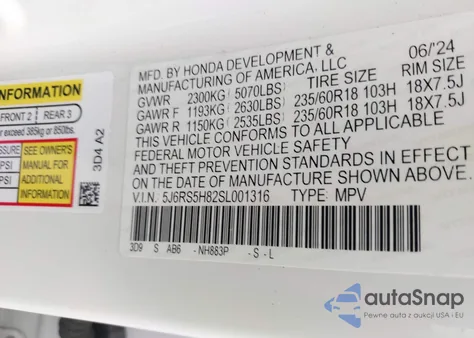 INFORMATION
FRONT 2 REAR 3
exceed 385kg or 850lbs.
PSI SEE OWNER'S
PSI MANUAL FOR
PSI ADDITIONAL
INFORMATION
3D4 A2
MFD. BY HONDA DEVELOPMENT & 06/'24
MANUFACTURING OF AMERICA, LLC
GVWR 2300KG (5070LBS) TIRE SIZE RIM SIZE
GAWR F 1193KG (2630LBS) 235/60R18 103H 18X7.5J
GAWR R 1150KG (2535LBS) 235/60R18 103H 18X7.5J
THIS VEHICLE CONFORMS TO ALL APPLICABLE
FEDERAL MOTOR VEHICLE SAFETY
AND THEFT PREVENTION STANDARDS IN EFFECT
ON THE DATE OF MANUFACTURE SHOWN ABOVE.
V.I.N. 5J6RS5H82SL001316 TYPE: MPV
3D9 S AB6 -NH883P -S-L
autoSnap
Pewne auta z aukcji USA i EU